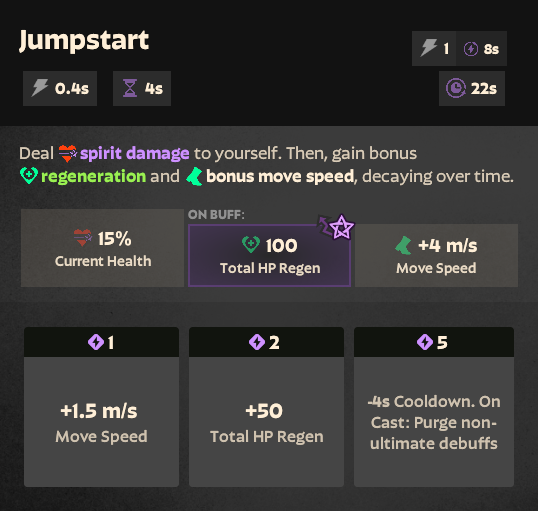 Jumpstart
1
8s
0.4s
4s
22s
Deal spirit damage to yourself. Then, gain bonus
regeneration and bonus move speed, decaying over time.
ON BUFF:
15%
Current Health
100
Total HP Regen
+4 m/s
Move Speed
1
+1.5 m/s
Move Speed
2
+50
Total HP Regen
5
-4s Cooldown. On
Cast: Purge non-
ultimate debuffs